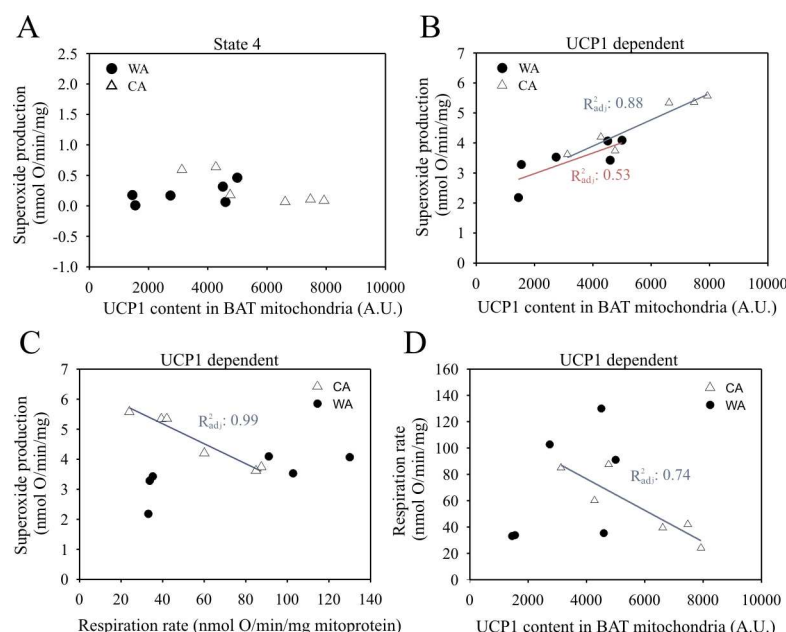 A
State 4
Superoxide production
(nmol O/min/mg)
2.5
2.0
1.5
1.0
0.5
0.0
-0.5
-1.0
WA
CA
0 2000 4000 6000 8000 10000
UCP1 content in BAT mitochondria (A.U.)
B
UCP1 dependent
Superoxide production
(nmol O/min/mg)
7
6
5
4
3
2
1
0
WA
CA
R²adj: 0.88
R²adj: 0.53
0 2000 4000 6000 8000 10000
UCP1 content in BAT mitochondria (A.U.)
C
UCP1 dependent
Superoxide production
(nmol O/min/mg)
7
6
5
4
3
2
1
0
CA
WA
R²adj: 0.99
0 20 40 60 80 100 120 140
Respiration rate (nmol O/min/mg mitoprotein)
D
UCP1 dependent
Respiration rate
(nmol O/min/mg)
160
140
120
100
80
60
40
20
0
CA
WA
R²adj: 0.74
0 2000 4000 6000 8000 10000
UCP1 content in BAT mitochondria (A.U.)